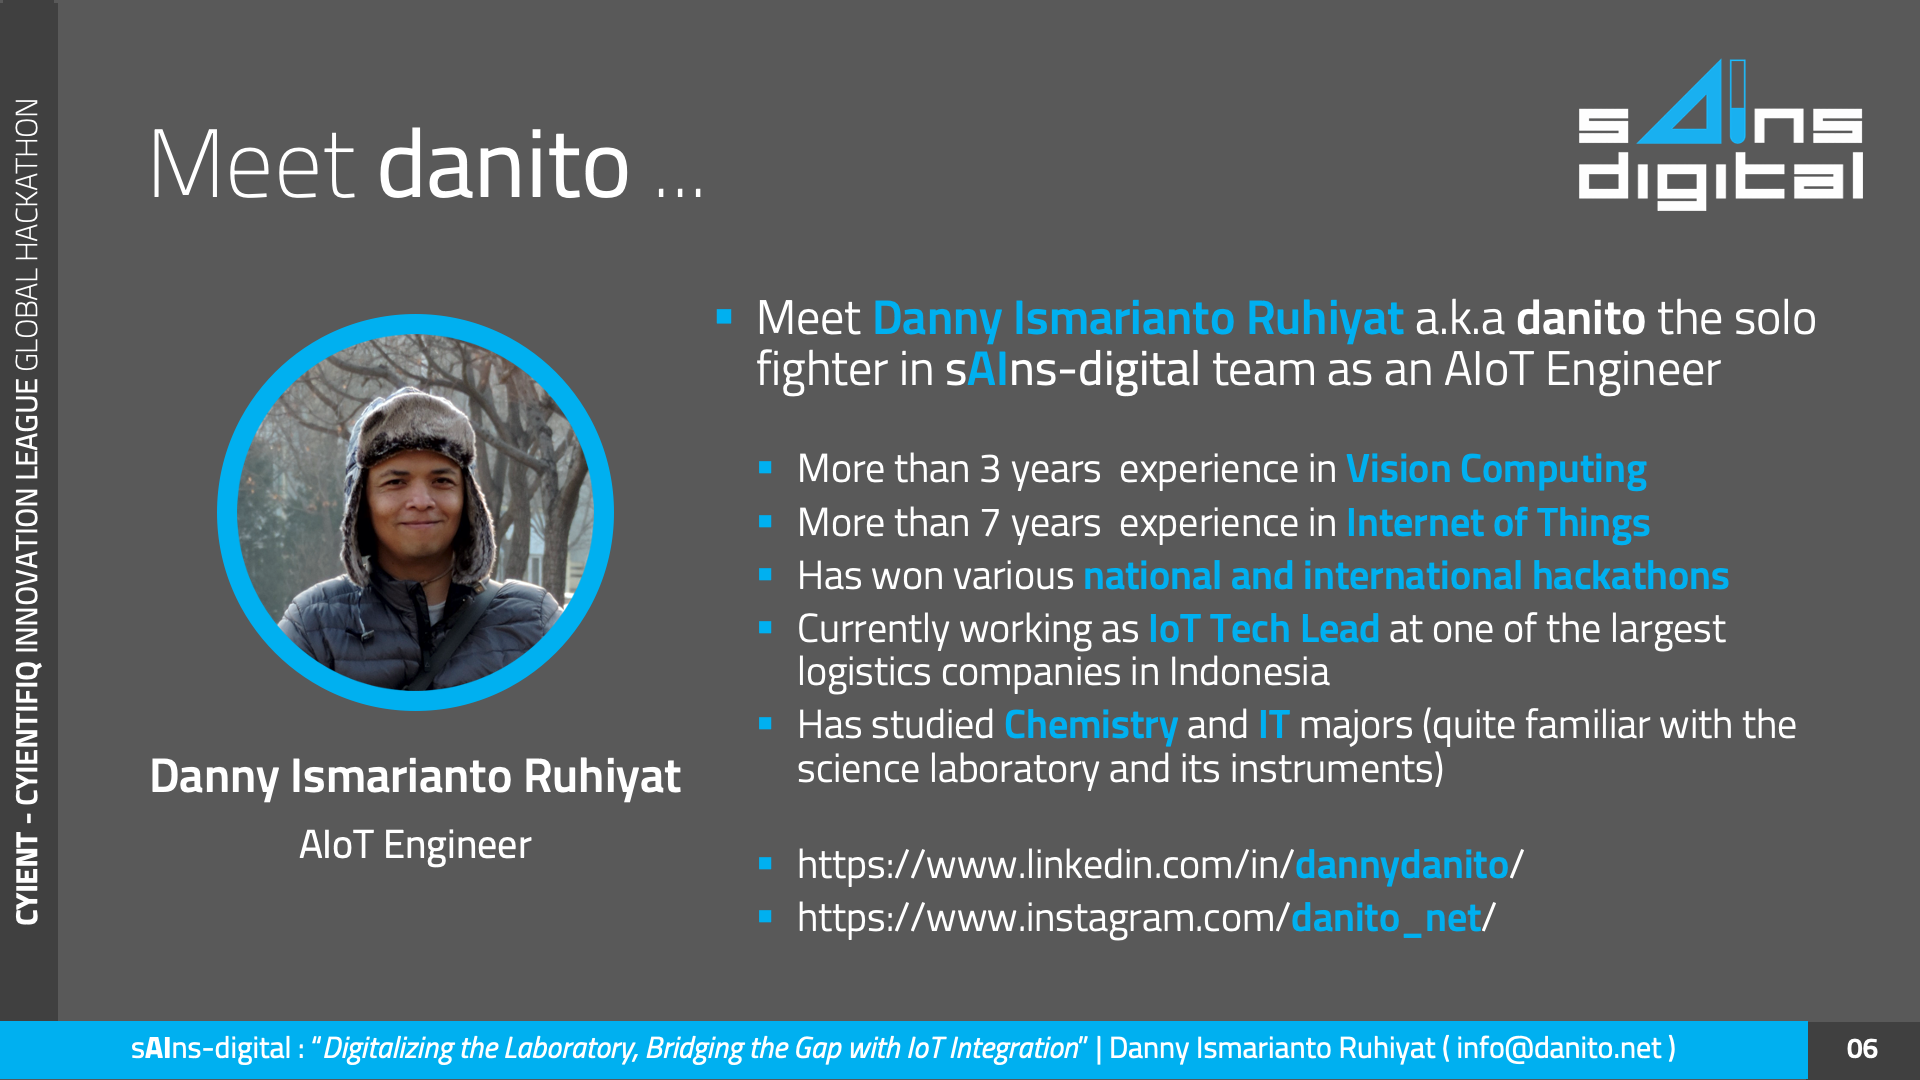 CYIENT - CYIENTIFIQ INNOVATION LEAGUE GLOBAL HACKATHON
Meet danito ...
sAIns
digital
Meet Danny Ismarianto Ruhiyat a.k.a danito the solo
fighter in sAIns-digital team as an AIoT Engineer
More than 3 years  experience in Vision Computing
More than 7 years  experience in Internet of Things
Has won various national and international hackathons
Currently working as IoT Tech Lead at one of the largest
logistics companies in Indonesia
Has studied Chemistry and IT majors (quite familiar with the
science laboratory and its instruments)
https://www.linkedin.com/in/dannydanito/
https://www.instagram.com/danito_net/
Danny Ismarianto Ruhiyat
AIoT Engineer
sAIns-digital : "Digitalizing the Laboratory, Bridging the Gap with IoT Integration" | Danny Ismarianto Ruhiyat ( info@danito.net )
06